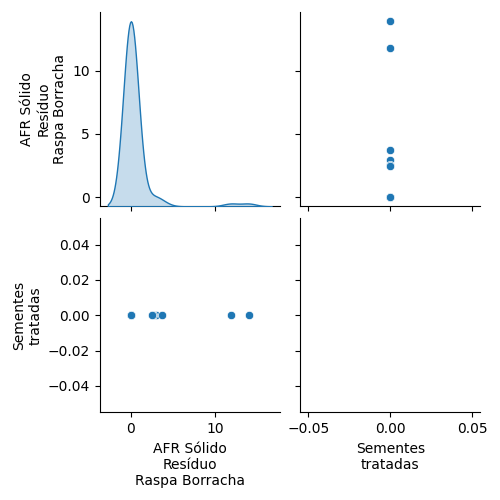 AFR Sólido
Resíduo
Raspa Borracha
10
5
0
Sementes
tratadas
0.04
0.02
0.00
−0.02
−0.04
0
10
AFR Sólido
Resíduo
Raspa Borracha
−0.05
0.00
0.05
Sementes
tratadas